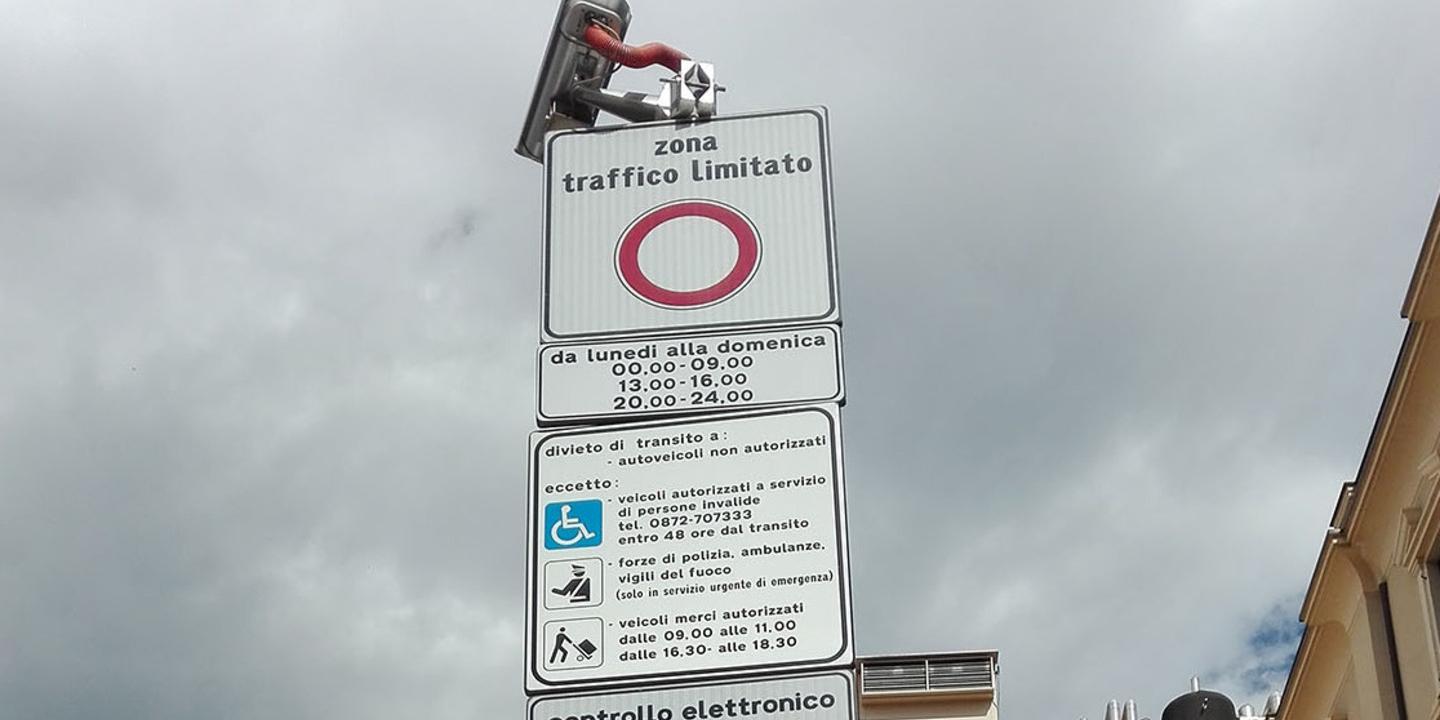 zona
traffico limitato
da lunedi alla domenica
00.00-09.00
13.00-16.00
20.00-24.00
divieto di transito a:
- autoveicoli non autorizzati
eccetto:
- veicoli autorizzati a servizio
di persone invalide
tel. 0872-707333
entro 48 ore dal transito
- forze di polizia, ambulanze,
vigili del fuoco
(solo in servizio urgente di emergenza)
- veicoli merci autorizzati
dalle 09.00 alle 11.00
dalle 16.30- alle 18.30
controllo elettronico